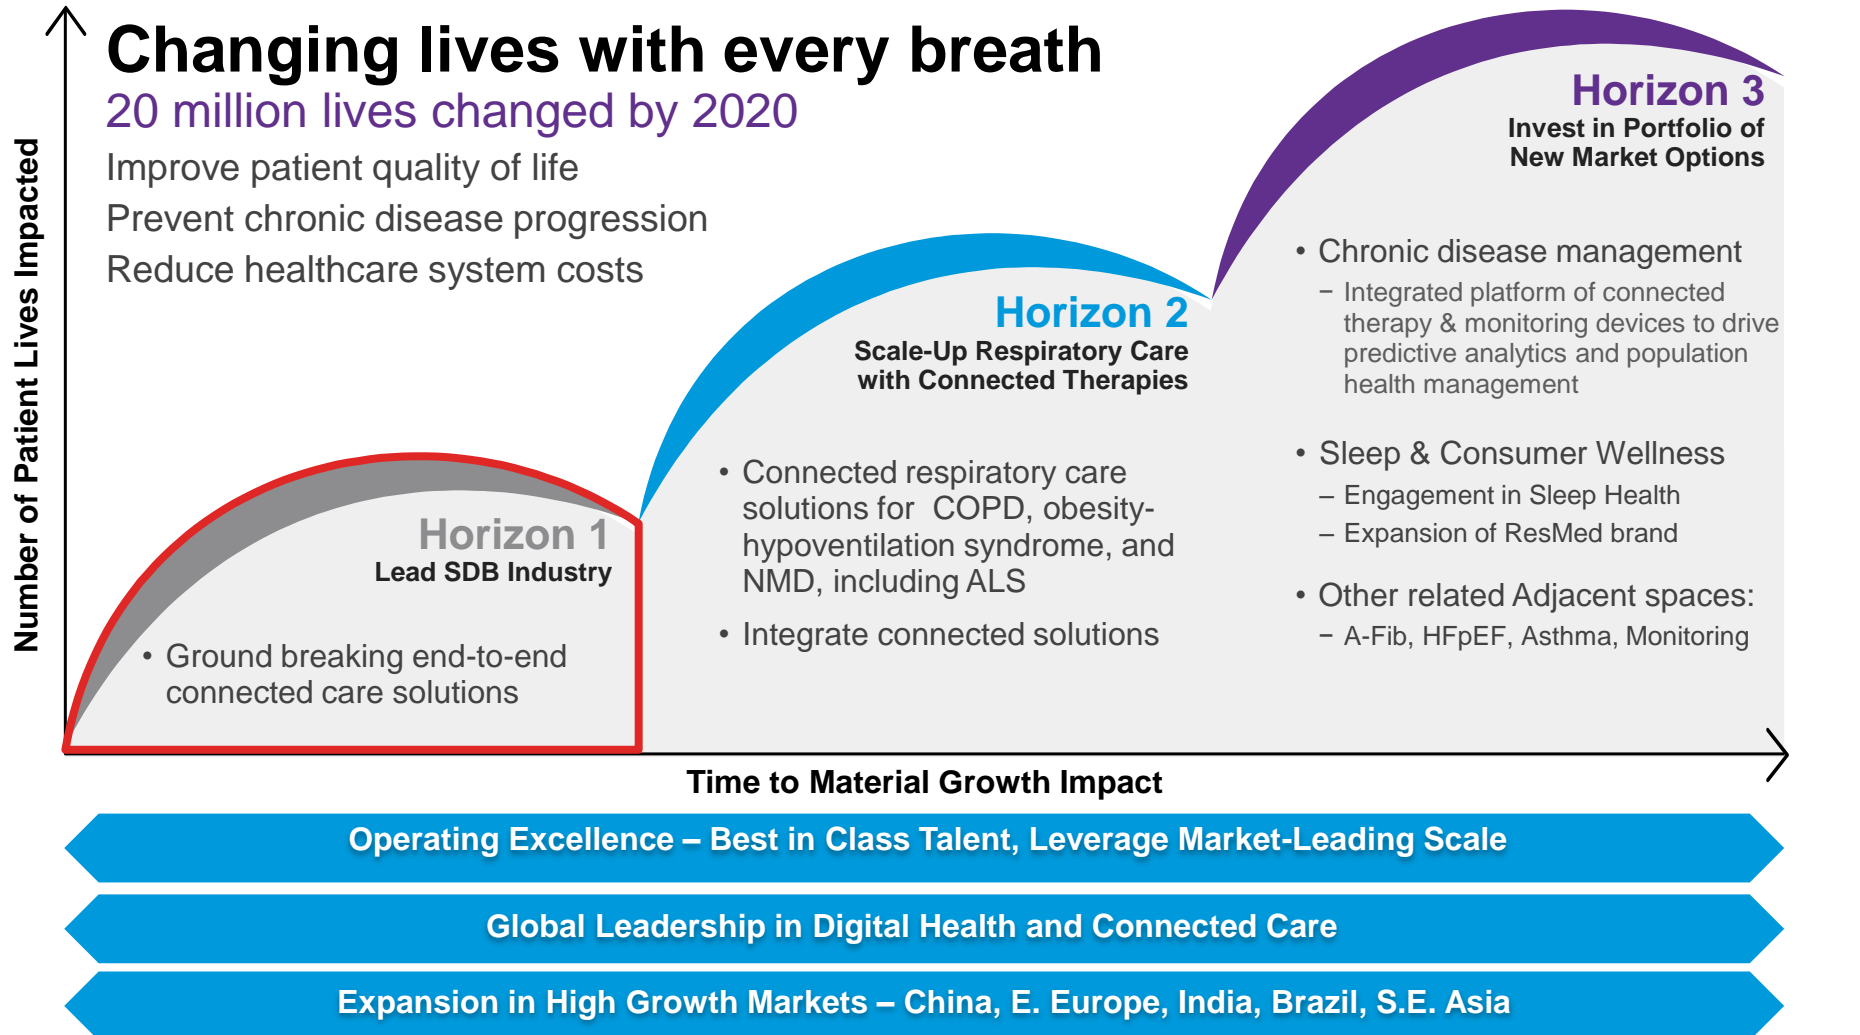 Changing lives with every breath
20 million lives changed by 2020
Improve patient quality of life
Prevent chronic disease progression
Reduce healthcare system costs
Number of Patient Lives Impacted
Horizon 1
Lead SDB Industry
• Ground breaking end-to-end
connected care solutions
Horizon 2
Scale-Up Respiratory Care
with Connected Therapies
• Connected respiratory care
solutions for  COPD, obesity-
hypoventilation syndrome, and
NMD, including ALS
• Integrate connected solutions
Horizon 3
Invest in Portfolio of
New Market Options
• Chronic disease management
− Integrated platform of connected
therapy & monitoring devices to drive
predictive analytics and population
health management
• Sleep & Consumer Wellness
– Engagement in Sleep Health
– Expansion of ResMed brand
• Other related Adjacent spaces:
− A-Fib, HFpEF, Asthma, Monitoring
Time to Material Growth Impact
Operating Excellence – Best in Class Talent, Leverage Market-Leading Scale
Global Leadership in Digital Health and Connected Care
Expansion in High Growth Markets – China, E. Europe, India, Brazil, S.E. Asia